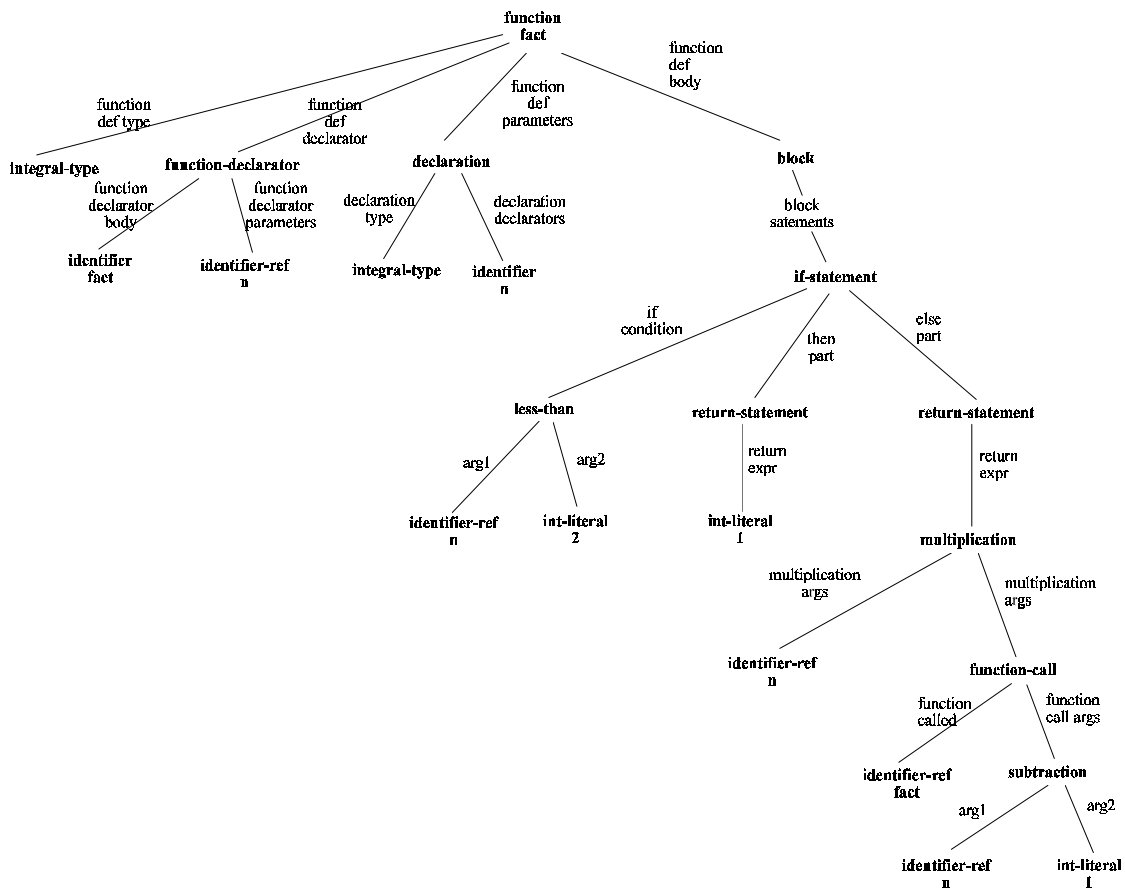 function
fact
function
def type
function
def
declarator
function
def
parameters
function
def
body
integral-type
function-declarator
declaration
block
function
declarator
body
function
declarator
parameters
declaration
type
declaration
declarators
block
satements
identifier
fact
identifier-ref
n
integral-type
identifier
n
if-statement
if
condition
then
part
else
part
less-than
return-statement
return-statement
arg1
arg2
return
expr
return
expr
identifier-ref
n
int-literal
2
int-literal
1
multiplication
multiplication
args
multiplication
args
identifier-ref
n
function-call
function
called
function
call args
identifier-ref
fact
subtraction
arg1
arg2
identifier-ref
n
int-literal
1